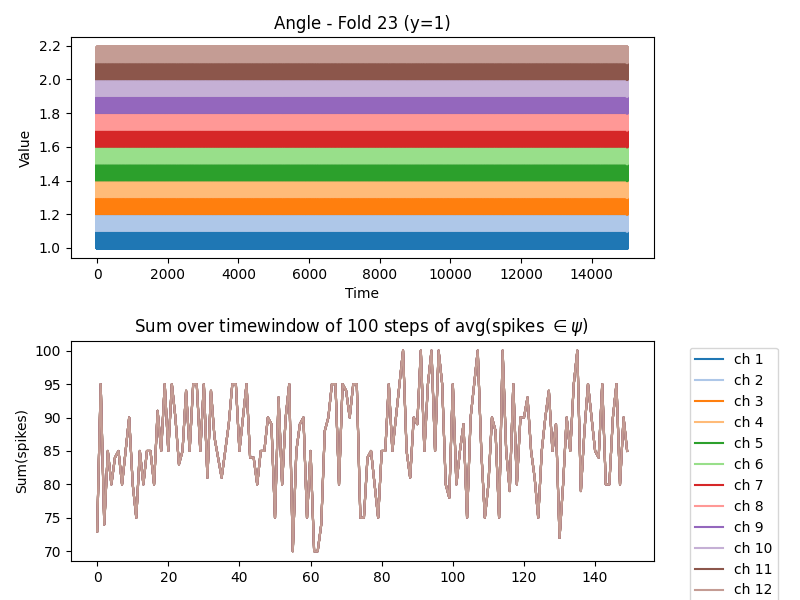 Angle - Fold 23 (y=1)
2.2
2.0
1.8
1.6
1.4
1.2
1.0
Value
0 2000 4000 6000 8000 10000 12000 14000
Time
Sum over timewindow of 100 steps of avg(spikes ∈ ψ)
100
95
90
85
80
75
70
Sum(spikes)
0 20 40 60 80 100 120 140
ch 1
ch 2
ch 3
ch 4
ch 5
ch 6
ch 7
ch 8
ch 9
ch 10
ch 11
ch 12